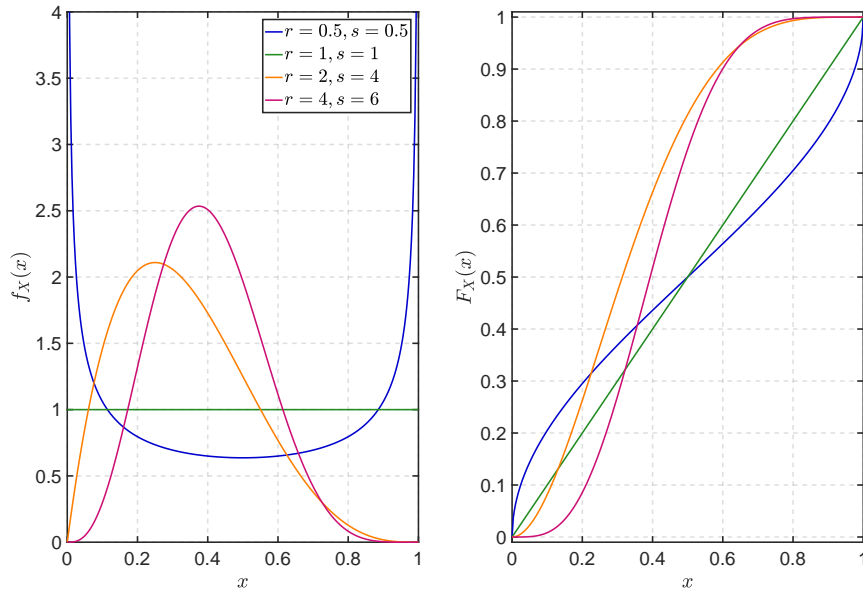 4
3.5
3
2.5
2
1.5
1
0.5
0
0 0.2 0.4 0.6 0.8 1
x
f_X(x)
r = 0.5, s = 0.5
r = 1, s = 1
r = 2, s = 4
r = 4, s = 6
1
0.9
0.8
0.7
0.6
0.5
0.4
0.3
0.2
0.1
0
0 0.2 0.4 0.6 0.8 1
x
F_X(x)